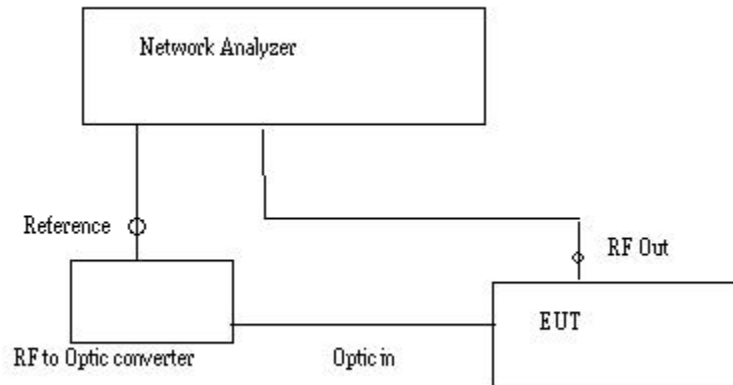 Network Analyzer
Reference
RF Out
EUT
RF to Optic converter
Optic in